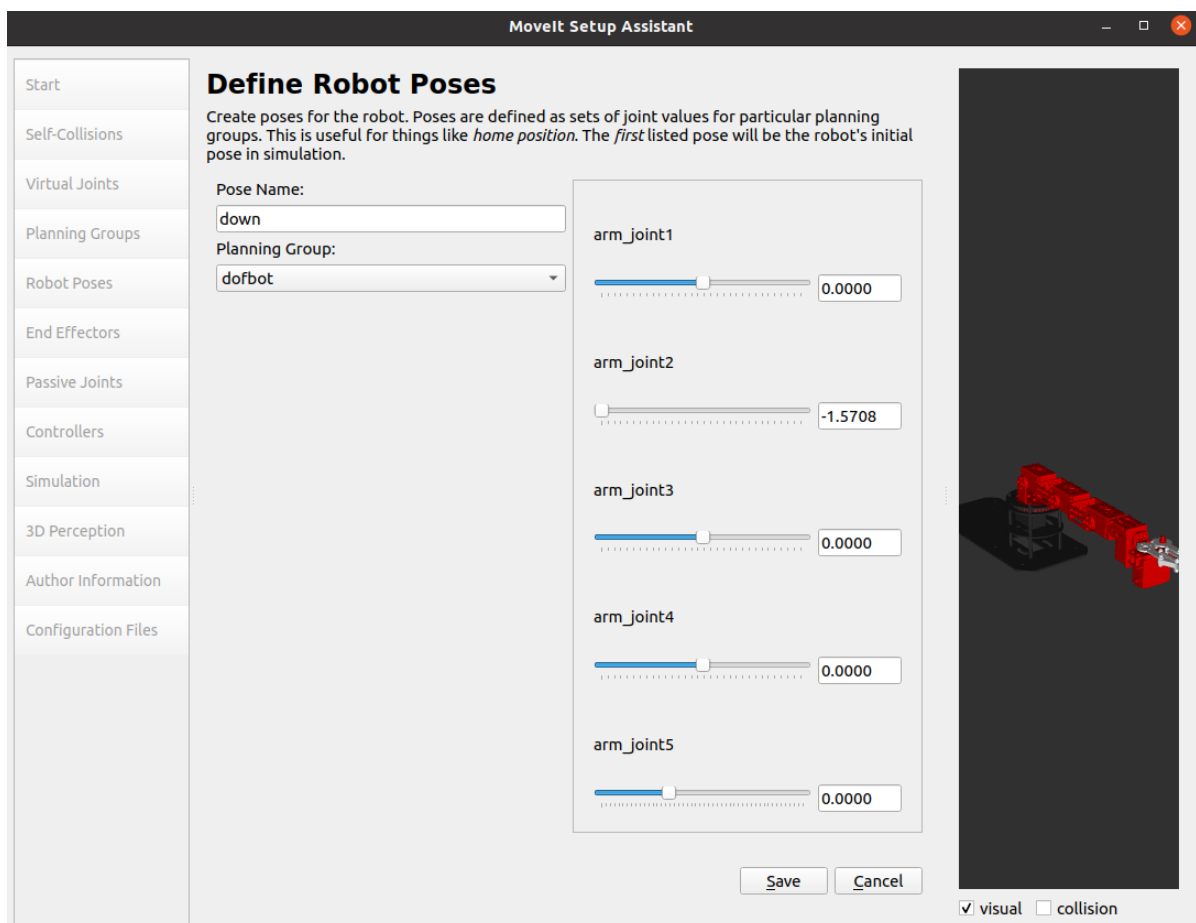 MoveIt Setup Assistant
Start
Self-Collisions
Virtual Joints
Planning Groups
Robot Poses
End Effectors
Passive Joints
Controllers
Simulation
3D Perception
Author Information
Configuration Files
Define Robot Poses
Create poses for the robot. Poses are defined as sets of joint values for particular planning
groups. This is useful for things like home position. The first listed pose will be the robot's initial
pose in simulation.
Pose Name:
down
Planning Group:
dofbot
arm_joint1
0.0000
arm_joint2
-1.5708
arm_joint3
0.0000
arm_joint4
0.0000
arm_joint5
0.0000
Save Cancel
visual collision